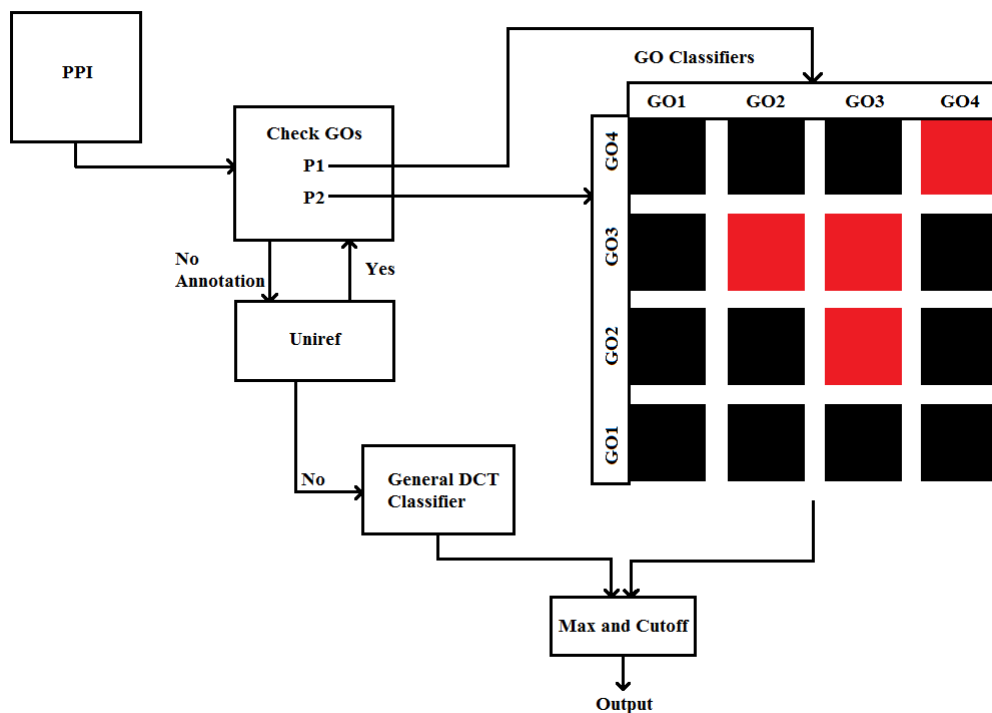 PPI
Check GOs
P1
P2
No
Annotation
Yes
Uniref
No
General DCT
Classifier
GO Classifiers
GO1 GO2 GO3 GO4
GO4
GO3
GO2
GO1
Max and Cutoff
Output